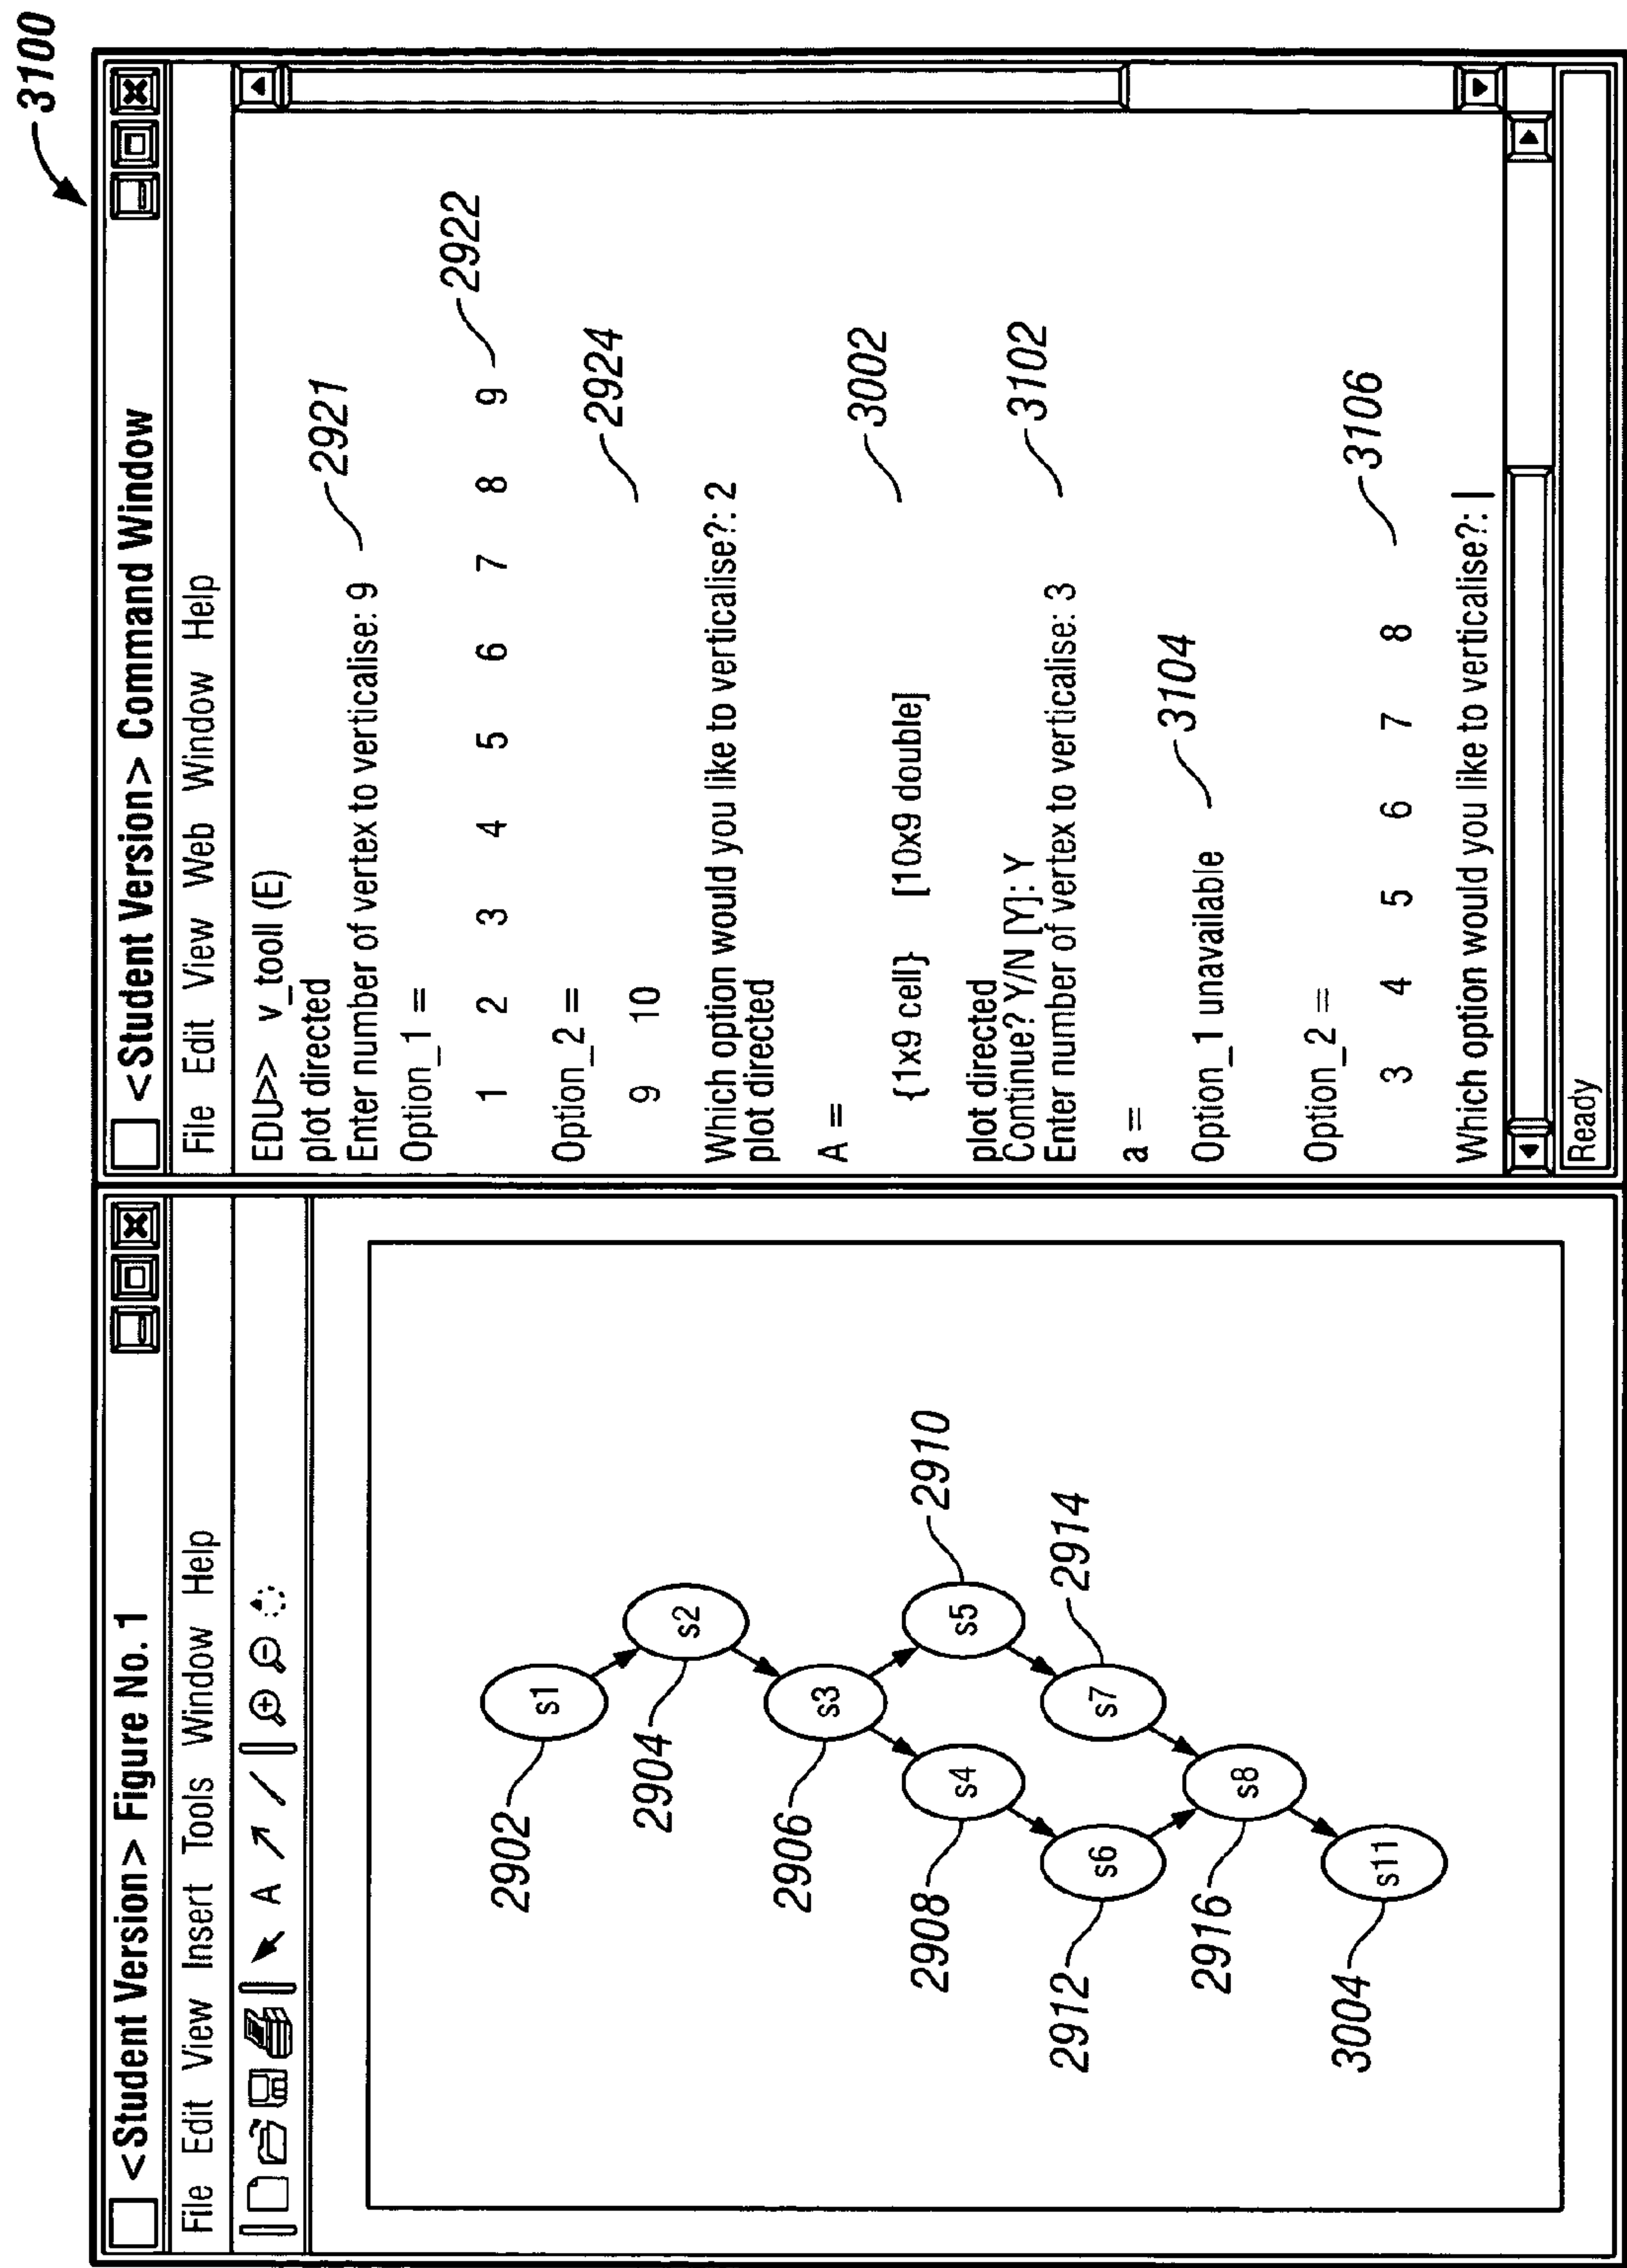 3100
<Student Version> Figure No. 1
File Edit View Insert Tools Window Help
A
2902
s1
s2
2904
2906
s3
2908
s4
s5
2910
2912
s6
s7
2914
2916
s8
3004
s11
<Student Version> Command Window
File Edit View Web Window Help
EDU>> v_tooll (E)
plot directed
Enter number of vertex to verticalise: 9 2921
Option_1 =
1 2 3 4 5 6 7 8 9 2922
Option_2 =
9 10 2924
Which option would you like to verticalise?: 2
plot directed
A =
{1x9 cell} [10x9 double] 3002
plot directed
Continue? Y/N [Y]: Y
Enter number of vertex to verticalise: 3 3102
a =
Option_1 unavailable 3104
Option_2 =
3 4 5 6 7 8 3106
Which option would you like to verticalise?: |
Ready